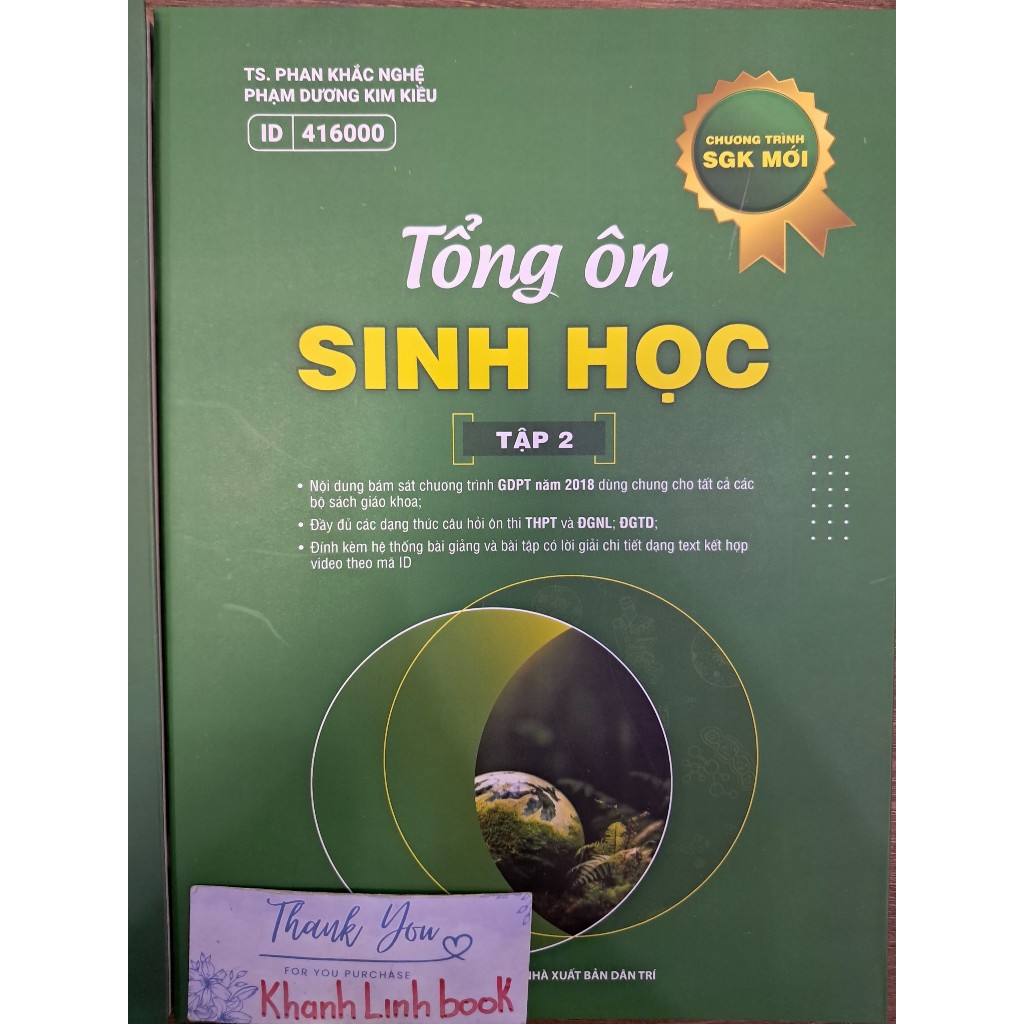 TS. PHAN KHẮC NGHỆ
PHẠM DƯƠNG KIM KIỀU
ID 416000
CHƯƠNG TRÌNH
SGK MỚI
Tổng ôn
SINH HỌC
TẬP 2
• Nội dung bám sát chương trình GDPT năm 2018 dùng chung cho tất cả các
bộ sách giáo khoa;
• Đầy đủ các dạng thức câu hỏi ôn thi THPT và ĐGNL; ĐGTD;
• Đính kèm hệ thống bài giảng và bài tập có lời giải chi tiết dạng text kết hợp
video theo mã ID
Thank You
FOR YOU PURCHASE
Khanh Linh book
NHÀ XUẤT BẢN DÂN TRÍ